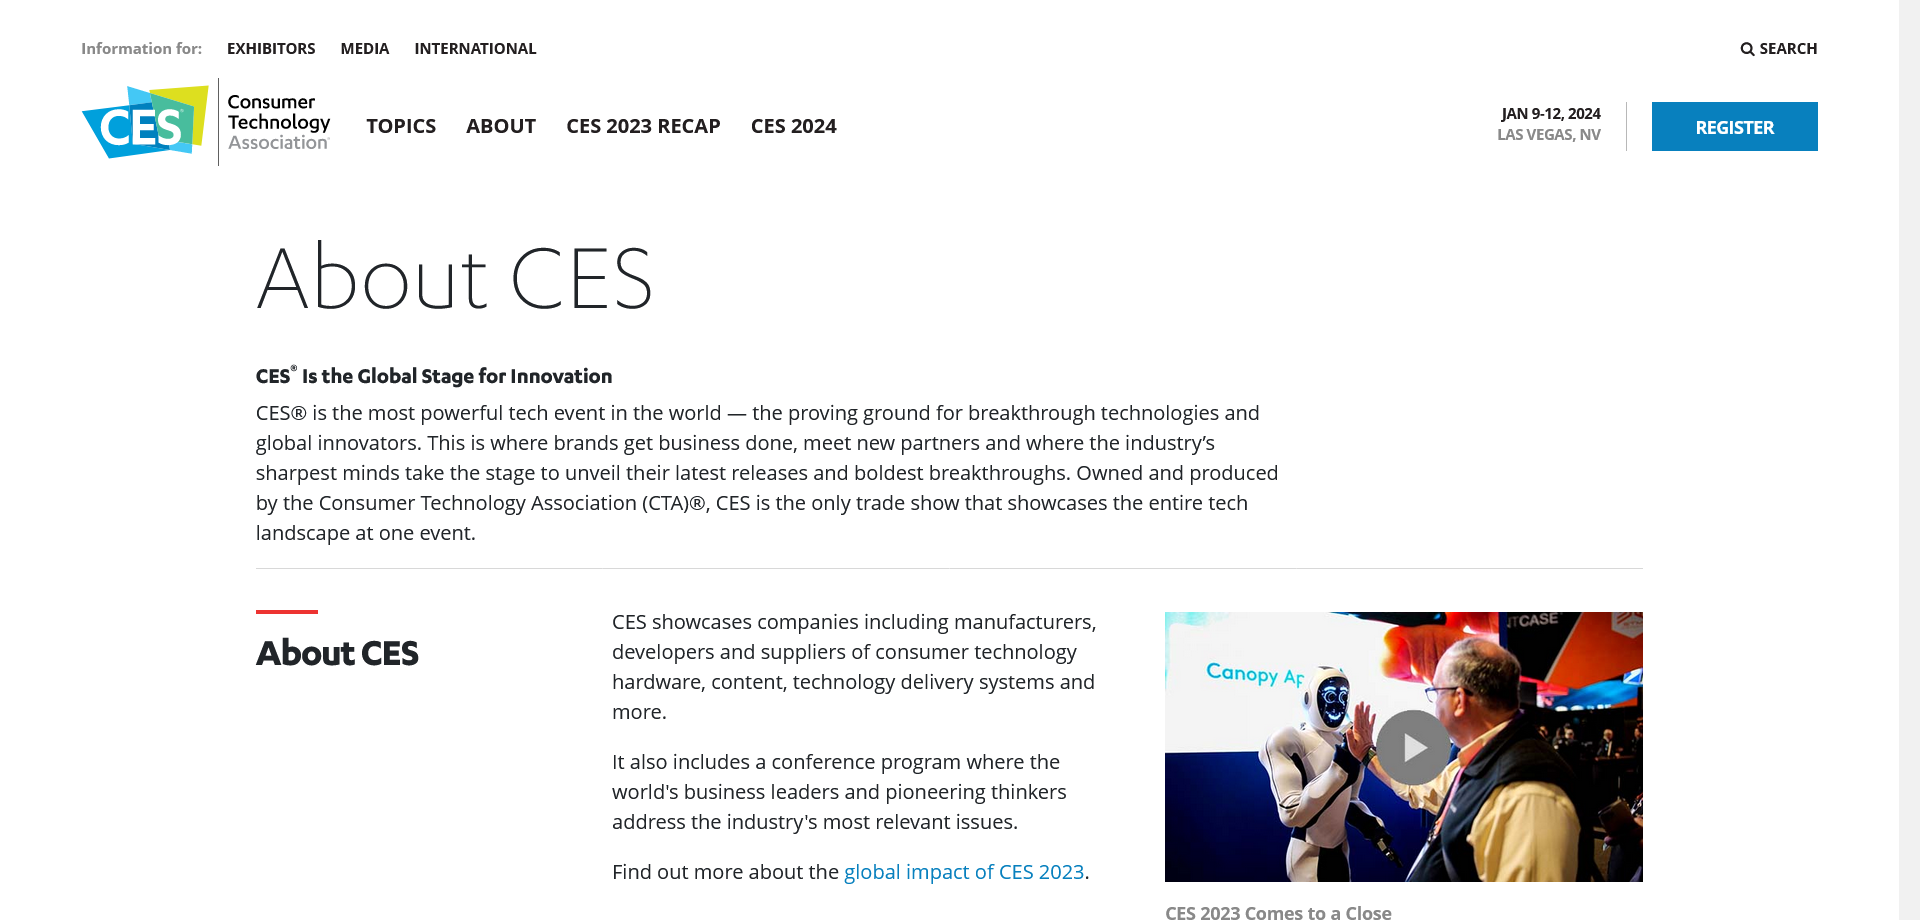 Information for: EXHIBITORS MEDIA INTERNATIONAL
SEARCH
CES
Consumer
Technology
Association
TOPICS ABOUT CES 2023 RECAP CES 2024
JAN 9-12, 2024
LAS VEGAS, NV
REGISTER
About CES
CES® Is the Global Stage for Innovation
CES® is the most powerful tech event in the world — the proving ground for breakthrough technologies and
global innovators. This is where brands get business done, meet new partners and where the industry’s
sharpest minds take the stage to unveil their latest releases and boldest breakthroughs. Owned and produced
by the Consumer Technology Association (CTA)®, CES is the only trade show that showcases the entire tech
landscape at one event.
About CES
CES showcases companies including manufacturers,
developers and suppliers of consumer technology
hardware, content, technology delivery systems and
more.
It also includes a conference program where the
world's business leaders and pioneering thinkers
address the industry's most relevant issues.
Find out more about the global impact of CES 2023.
Canopy Ap
ITCASE
CES 2023 Comes to a Close